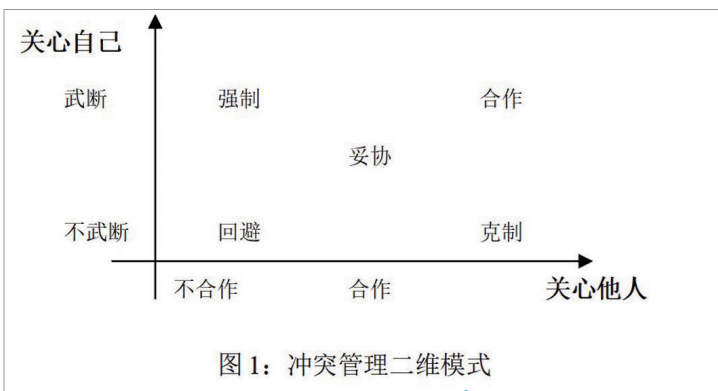 关心自己
武断 强制 合作
妥协
不武断 回避 克制
不合作 合作 关心他人
图 1：冲突管理二维模式